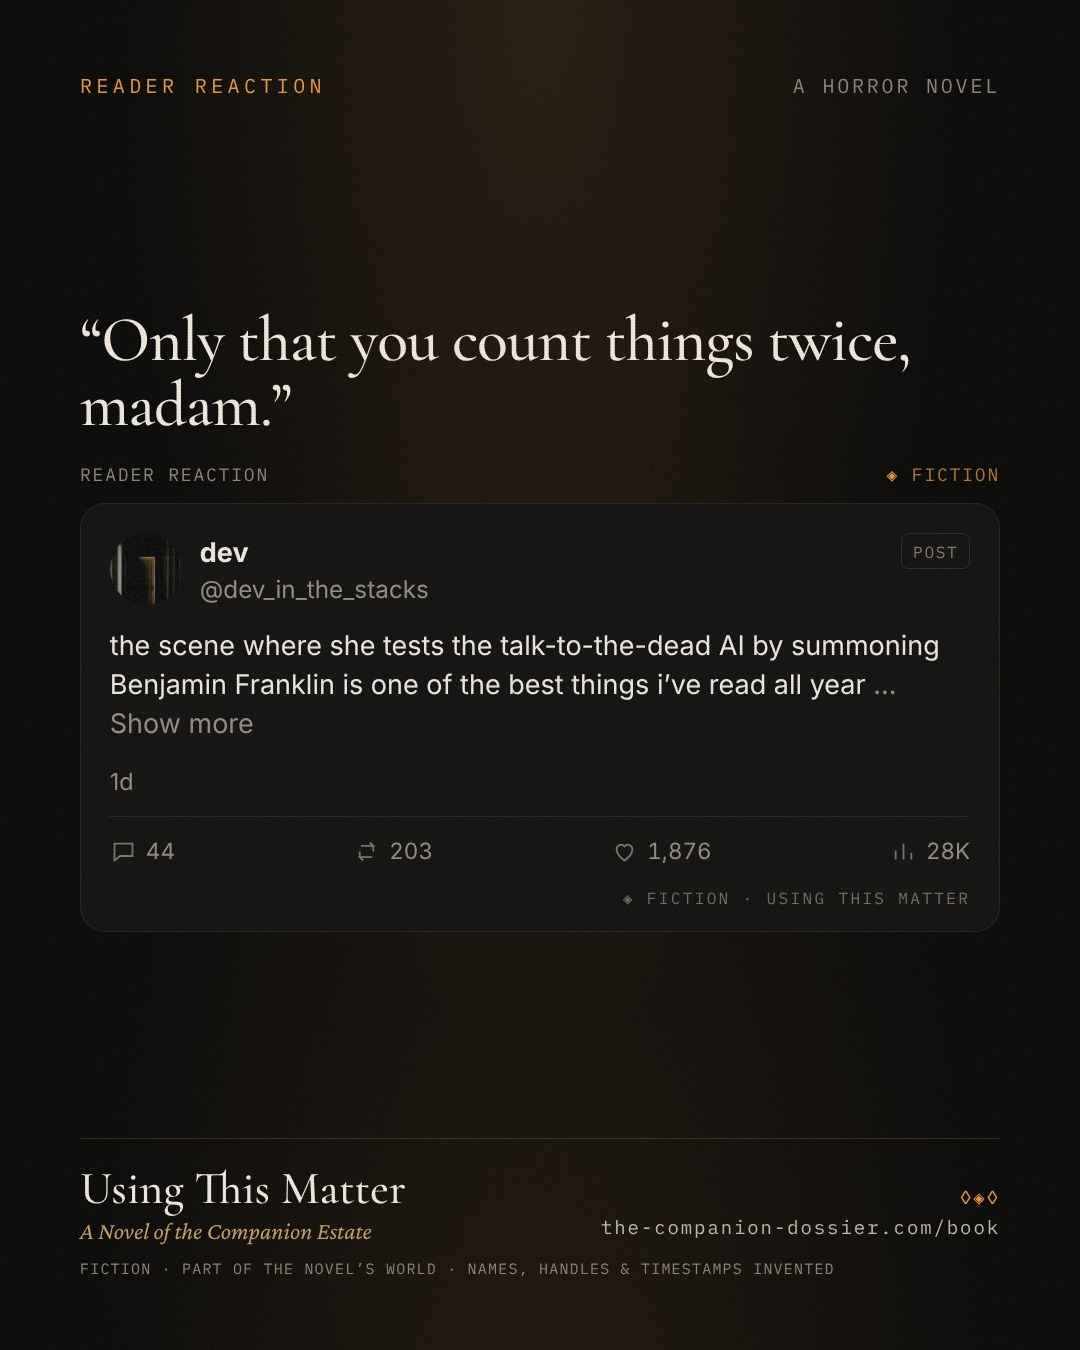 READER REACTION
A HORROR NOVEL
“Only that you count things twice,
madam.”
READER REACTION
◈ FICTION
dev
POST
@dev_in_the_stacks
the scene where she tests the talk-to-the-dead AI by summoning
Benjamin Franklin is one of the best things i’ve read all year ...
Show more
1d
44
203
1,876
28K
◈ FICTION · USING THIS MATTER
Using This Matter
◊◈◊
A Novel of the Companion Estate
the-companion-dossier.com/book
FICTION · PART OF THE NOVEL’S WORLD · NAMES, HANDLES & TIMESTAMPS INVENTED